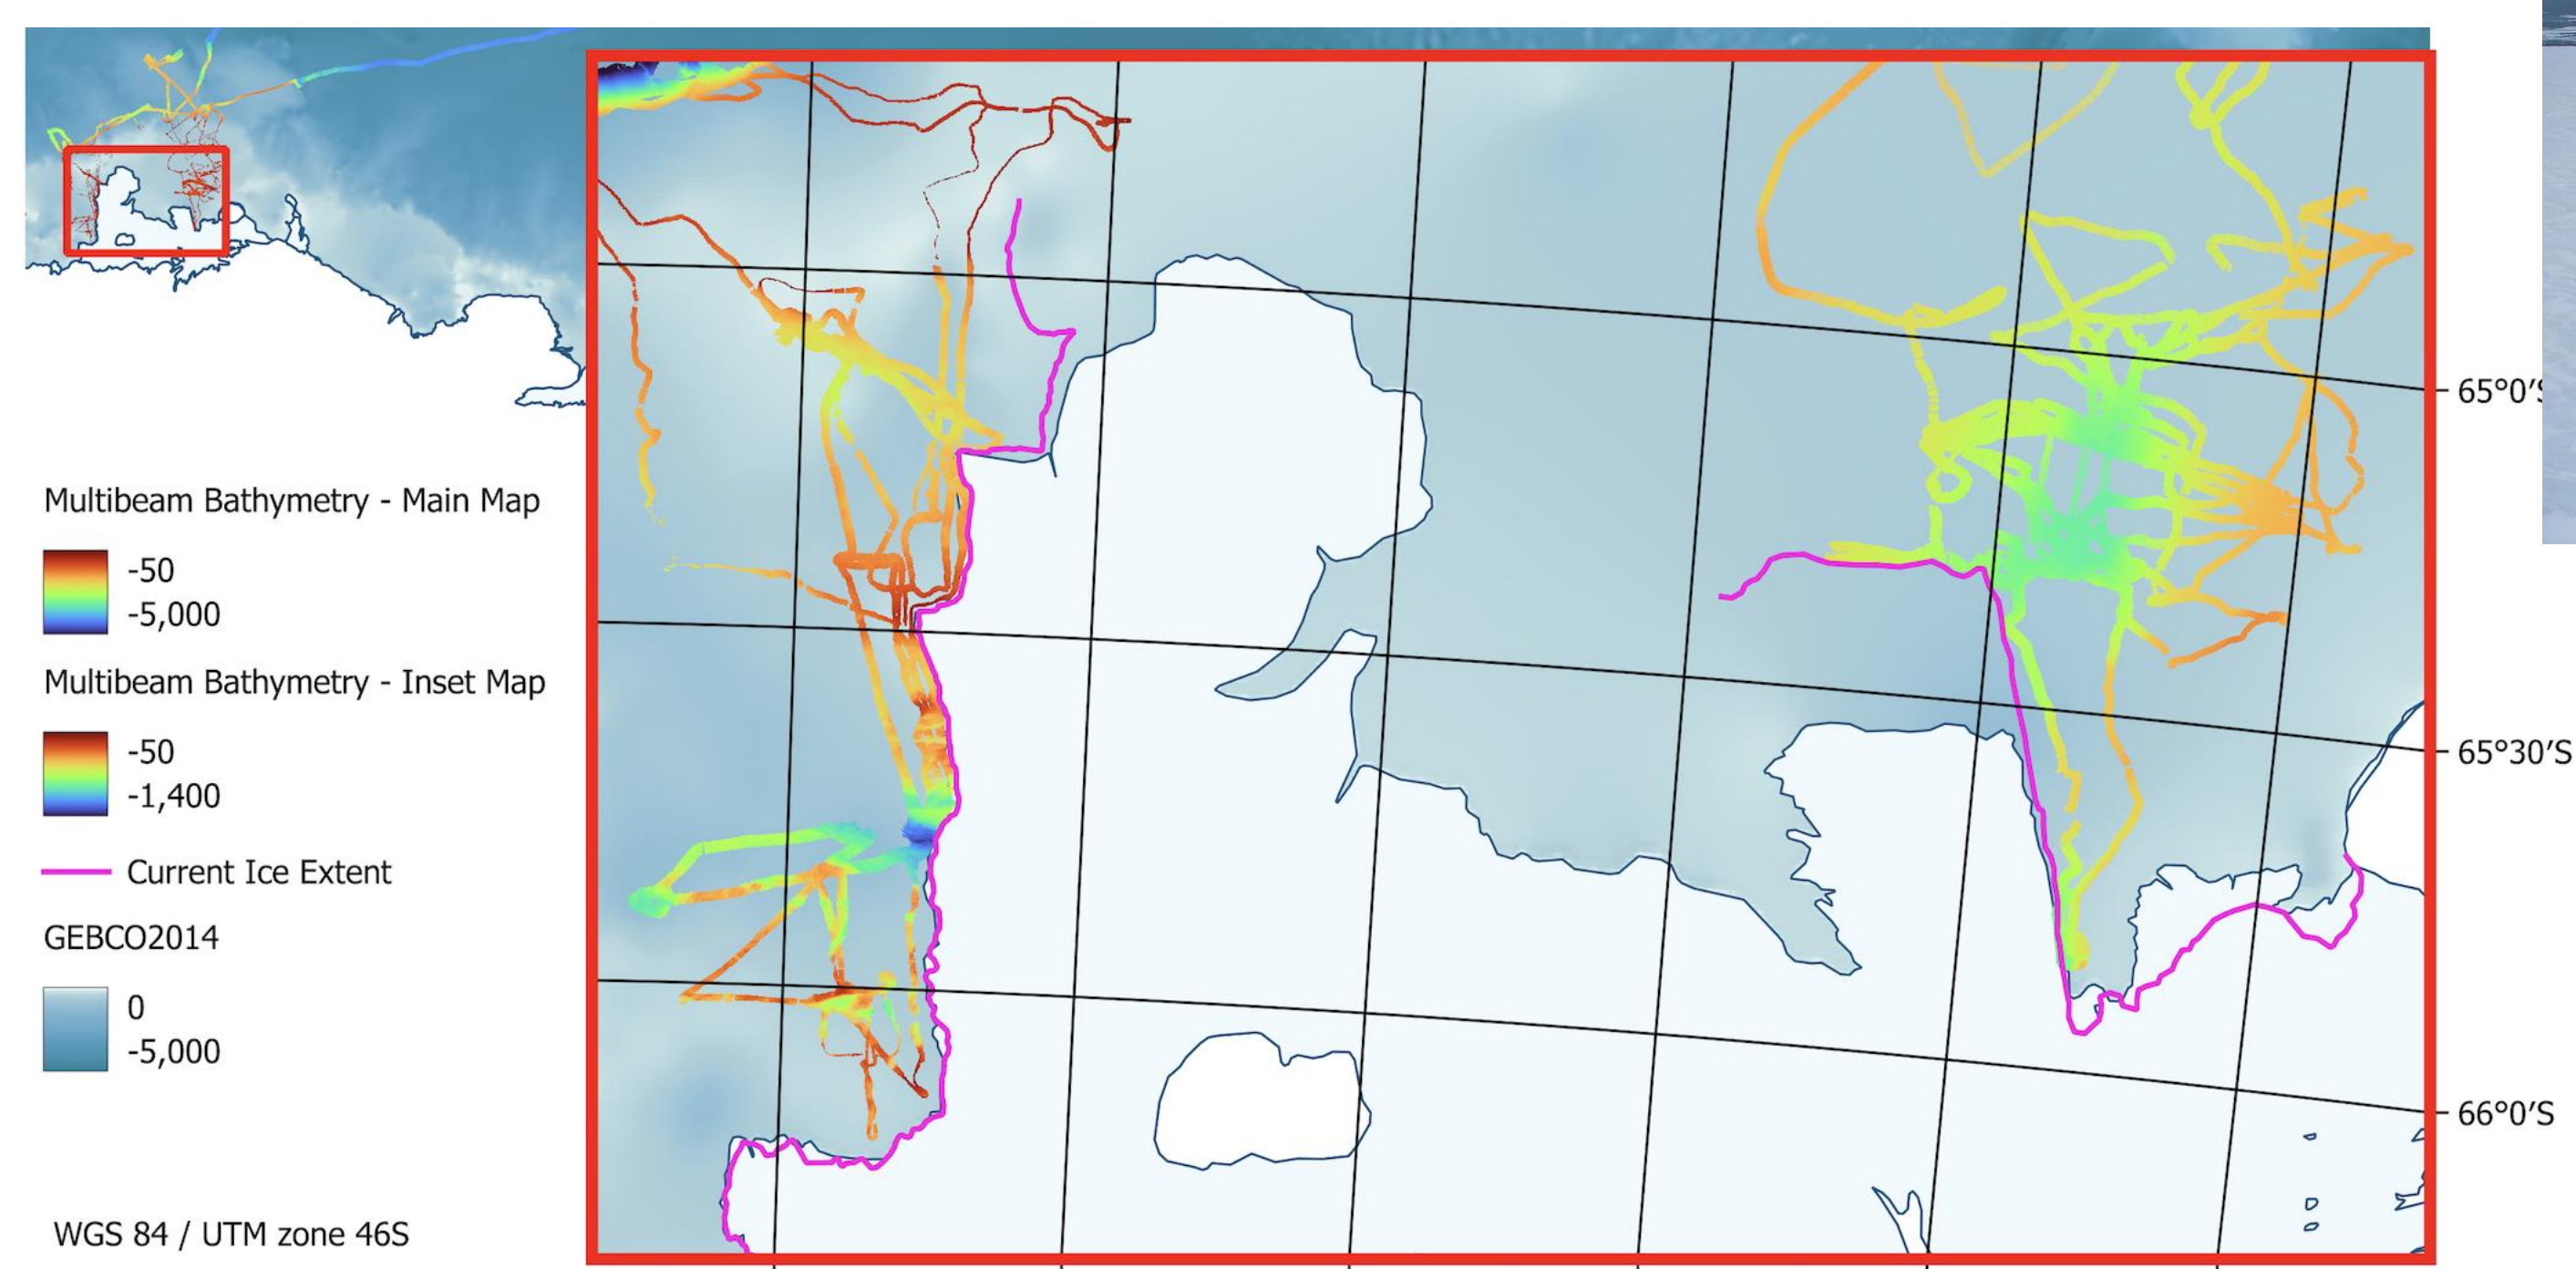 Multibeam Bathymetry - Main Map
-50
-5,000
Multibeam Bathymetry - Inset Map
-50
-1,400
Current Ice Extent
GEBCO2014
0
-5,000
WGS 84 / UTM zone 46S
65°0'S
65°30'S
66°0'S